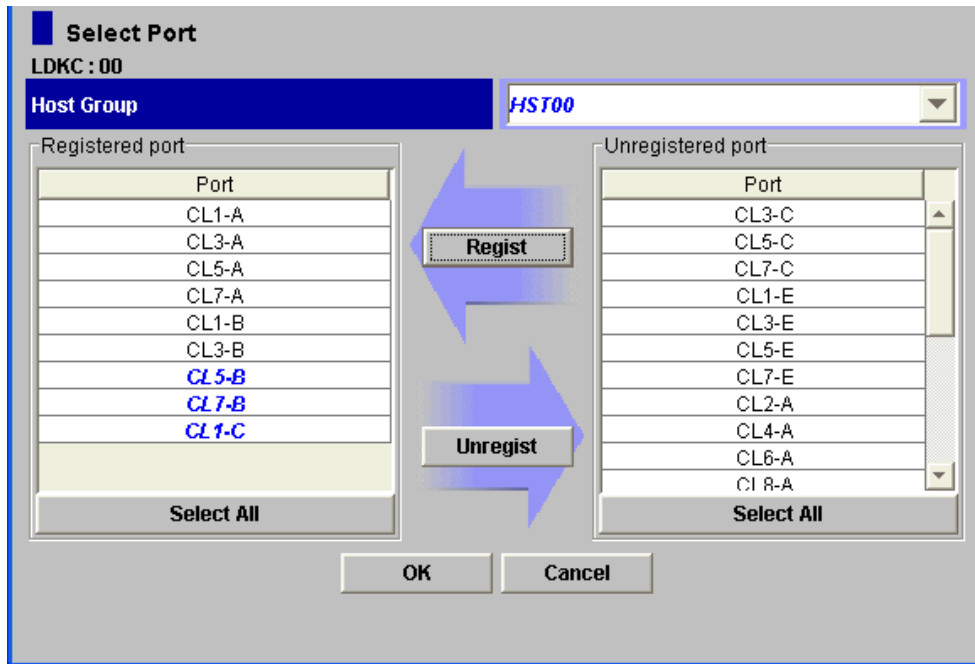 Select Port
LDKC : 00
Host Group
HST00
Registered port
Port
CL1-A
CL3-A
CL5-A
CL7-A
CL1-B
CL3-B
CL5-B
CL7-B
CL1-C
Select All
Regist
Unregist
Unregistered port
Port
CL3-C
CL5-C
CL7-C
CL1-E
CL3-E
CL5-E
CL7-E
CL2-A
CL4-A
CL6-A
CL8-A
Select All
OK
Cancel